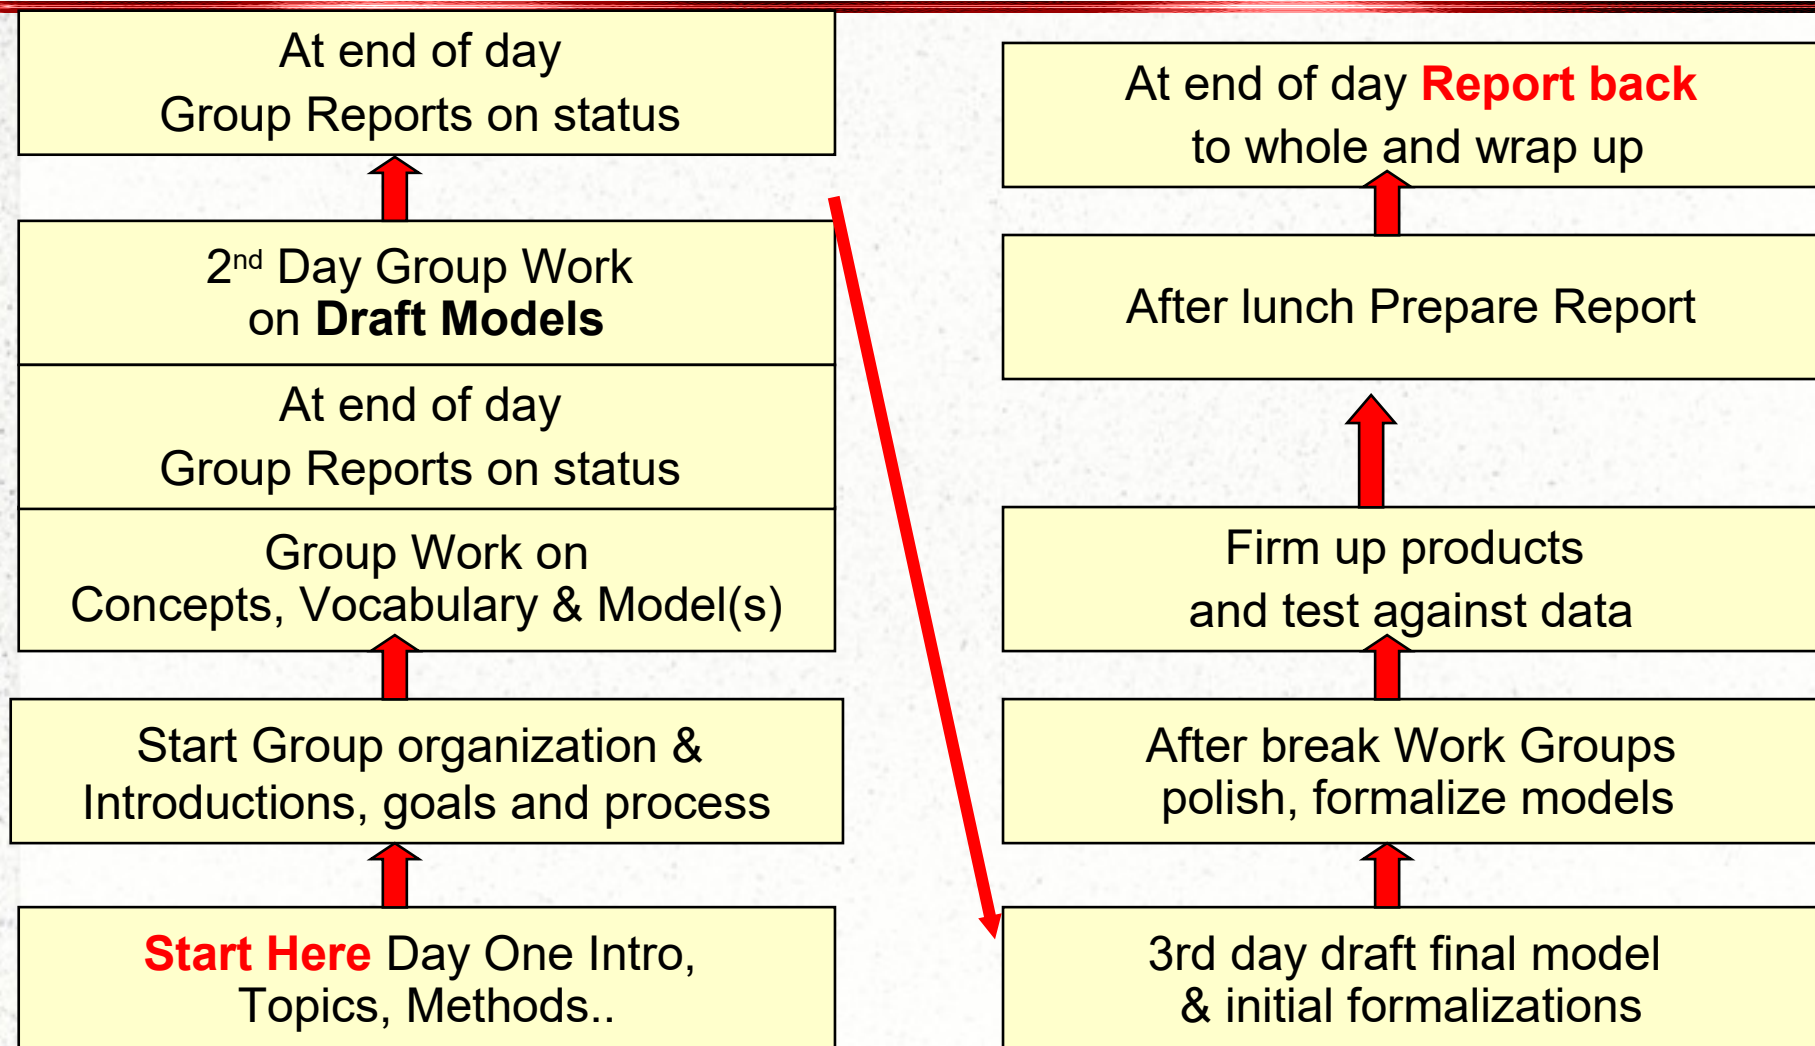 At end of day
Group Reports on status
2nd Day Group Work
on Draft Models
At end of day
Group Reports on status
Group Work on
Concepts, Vocabulary & Model(s)
Start Group organization &
Introductions, goals and process
Start Here Day One Intro,
Topics, Methods..
At end of day Report back
to whole and wrap up
After lunch Prepare Report
Firm up products
and test against data
After break Work Groups
polish, formalize models
3rd day draft final model
& initial formalizations